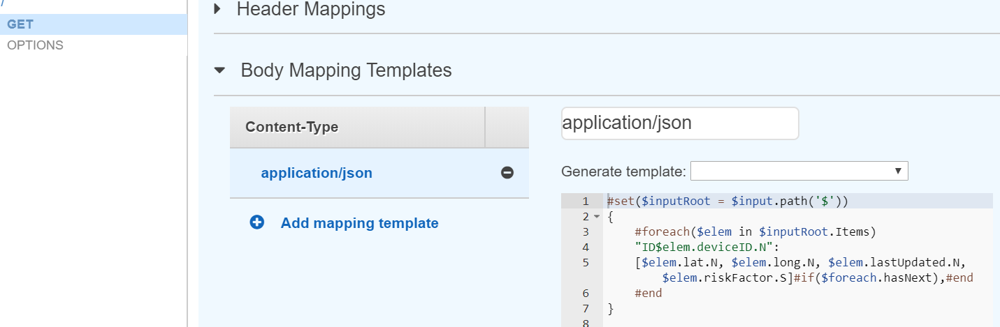 /
GET
OPTIONS
Header Mappings
Body Mapping Templates
Content-Type
application/json
Add mapping template
application/json
Generate template:
1 #set($inputRoot = $input.path('$'))
2 {
3 #foreach($elem in $inputRoot.Items)
4 "ID$elem.deviceID.N":
5 [$elem.lat.N, $elem.long.N, $elem.lastUpdated.N,
$elem.riskFactor.S]#if($foreach.hasNext),#end
6 #end
7 }
8